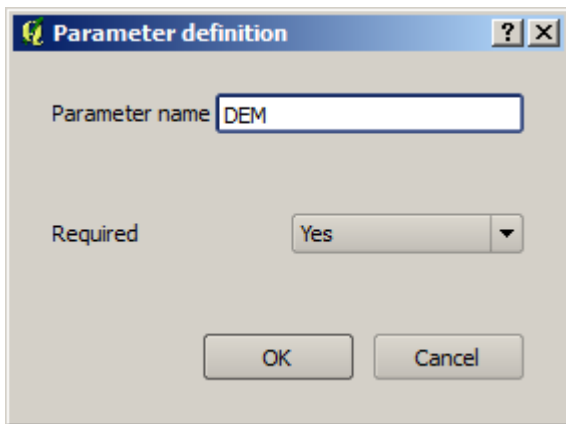 Parameter definition
Parameter name DEM
Required Yes
OK Cancel